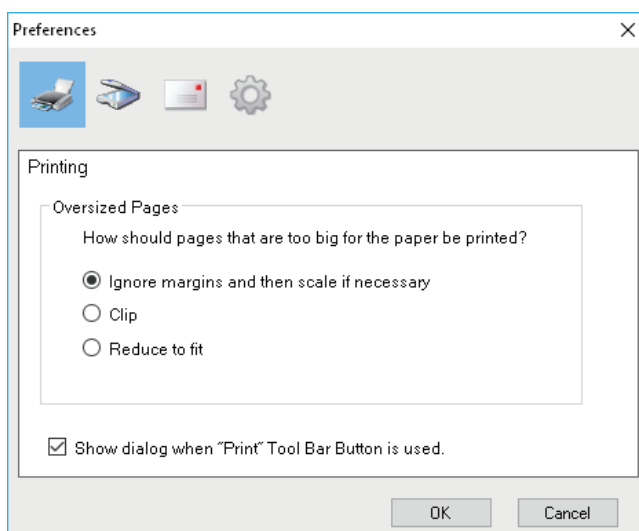 Preferences
Printing
Oversized Pages
How should pages that are too big for the paper be printed?
Ignore margins and then scale if necessary
Clip
Reduce to fit
Show dialog when "Print" Tool Bar Button is used.
OK Cancel